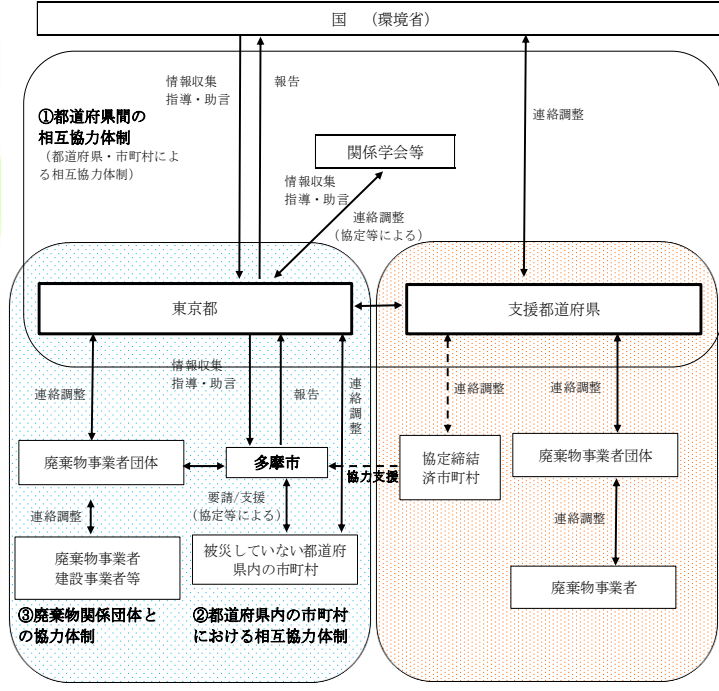 国　（環境省）
情報収集
指導・助言
報告
連絡調整
①都道府県間の
相互協力体制
（都道府県・市町村によ
る相互協力体制）
関係学会等
情報収集
指導・助言
連絡調整
（協定等による）
東京都
支援都道府県
連絡調整
情報収集
指導・助言
報告
連絡調整
連絡調整
連絡調整
廃棄物事業者団体
多摩市
協力支援
協定締結
済市町村
廃棄物事業者団体
連絡調整
要請/支援
（協定等による）
連絡調整
廃棄物事業者
建設事業者等
被災していない都道府
県内の市町村
廃棄物事業者
③廃棄物関係団体と
の協力体制
②都道府県内の市町村
における相互協力体制